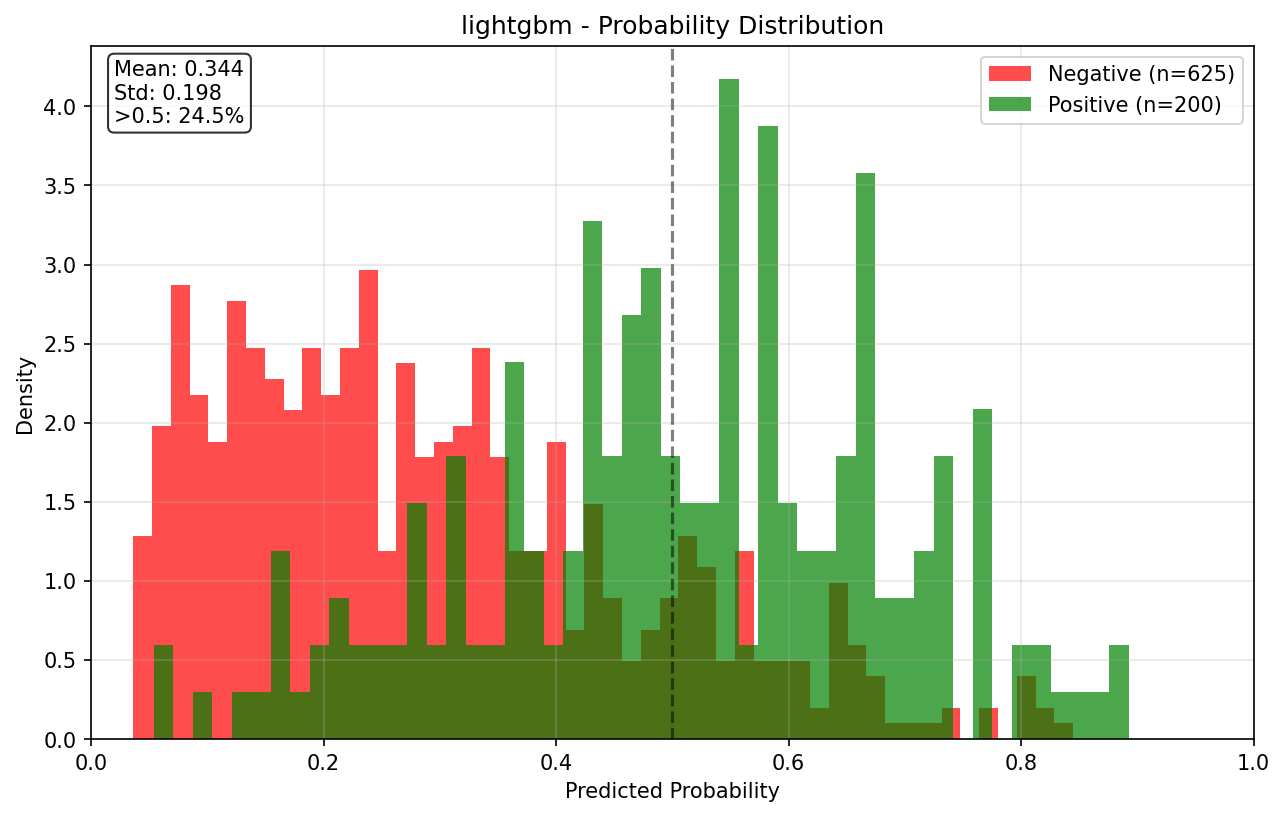 lightgbm - Probability Distribution
Mean: 0.344
Std: 0.198
>0.5: 24.5%
Negative (n=625)
Positive (n=200)
Density
4.0
3.5
3.0
2.5
2.0
1.5
1.0
0.5
0.0
0.0 0.2 0.4 0.6 0.8 1.0
Predicted Probability